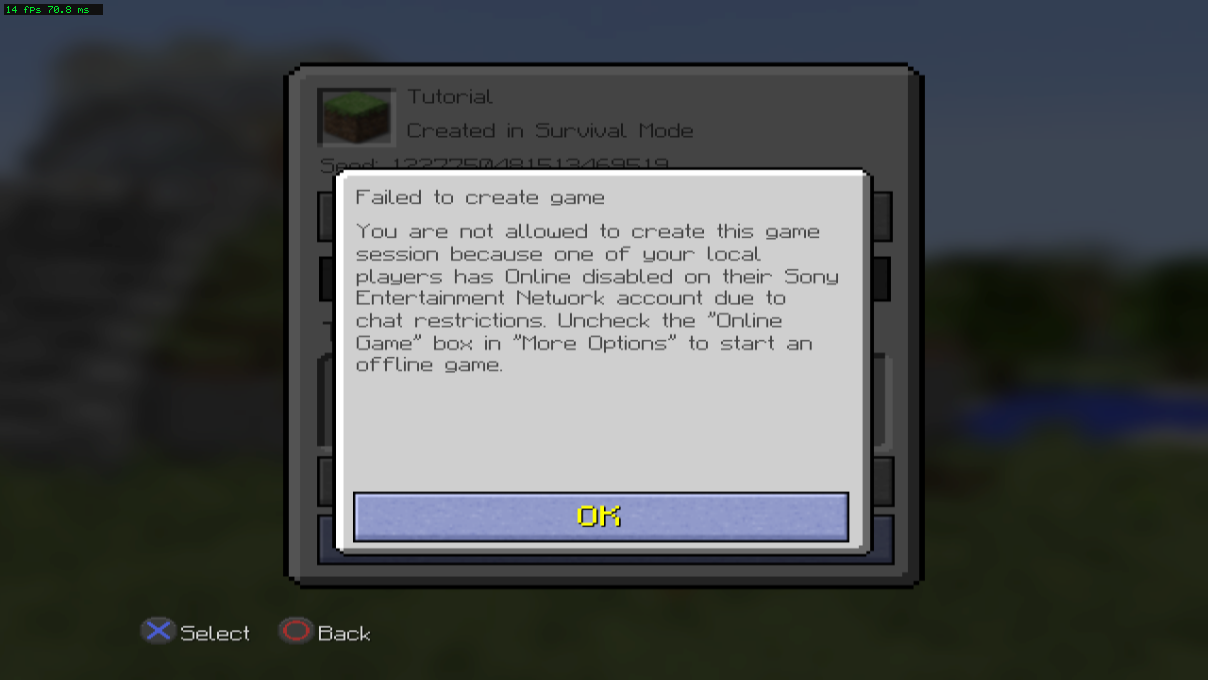 14 fps 70.8 ms
Tutorial
Created in Survival Mode
Seed: 1227750481513469519
Failed to create game
You are not allowed to create this game
session because one of your local
players has Online disabled on their Sony
Entertainment Network account due to
chat restrictions. Uncheck the "Online
Game" box in "More Options" to start an
offline game.
OK
Select
Back